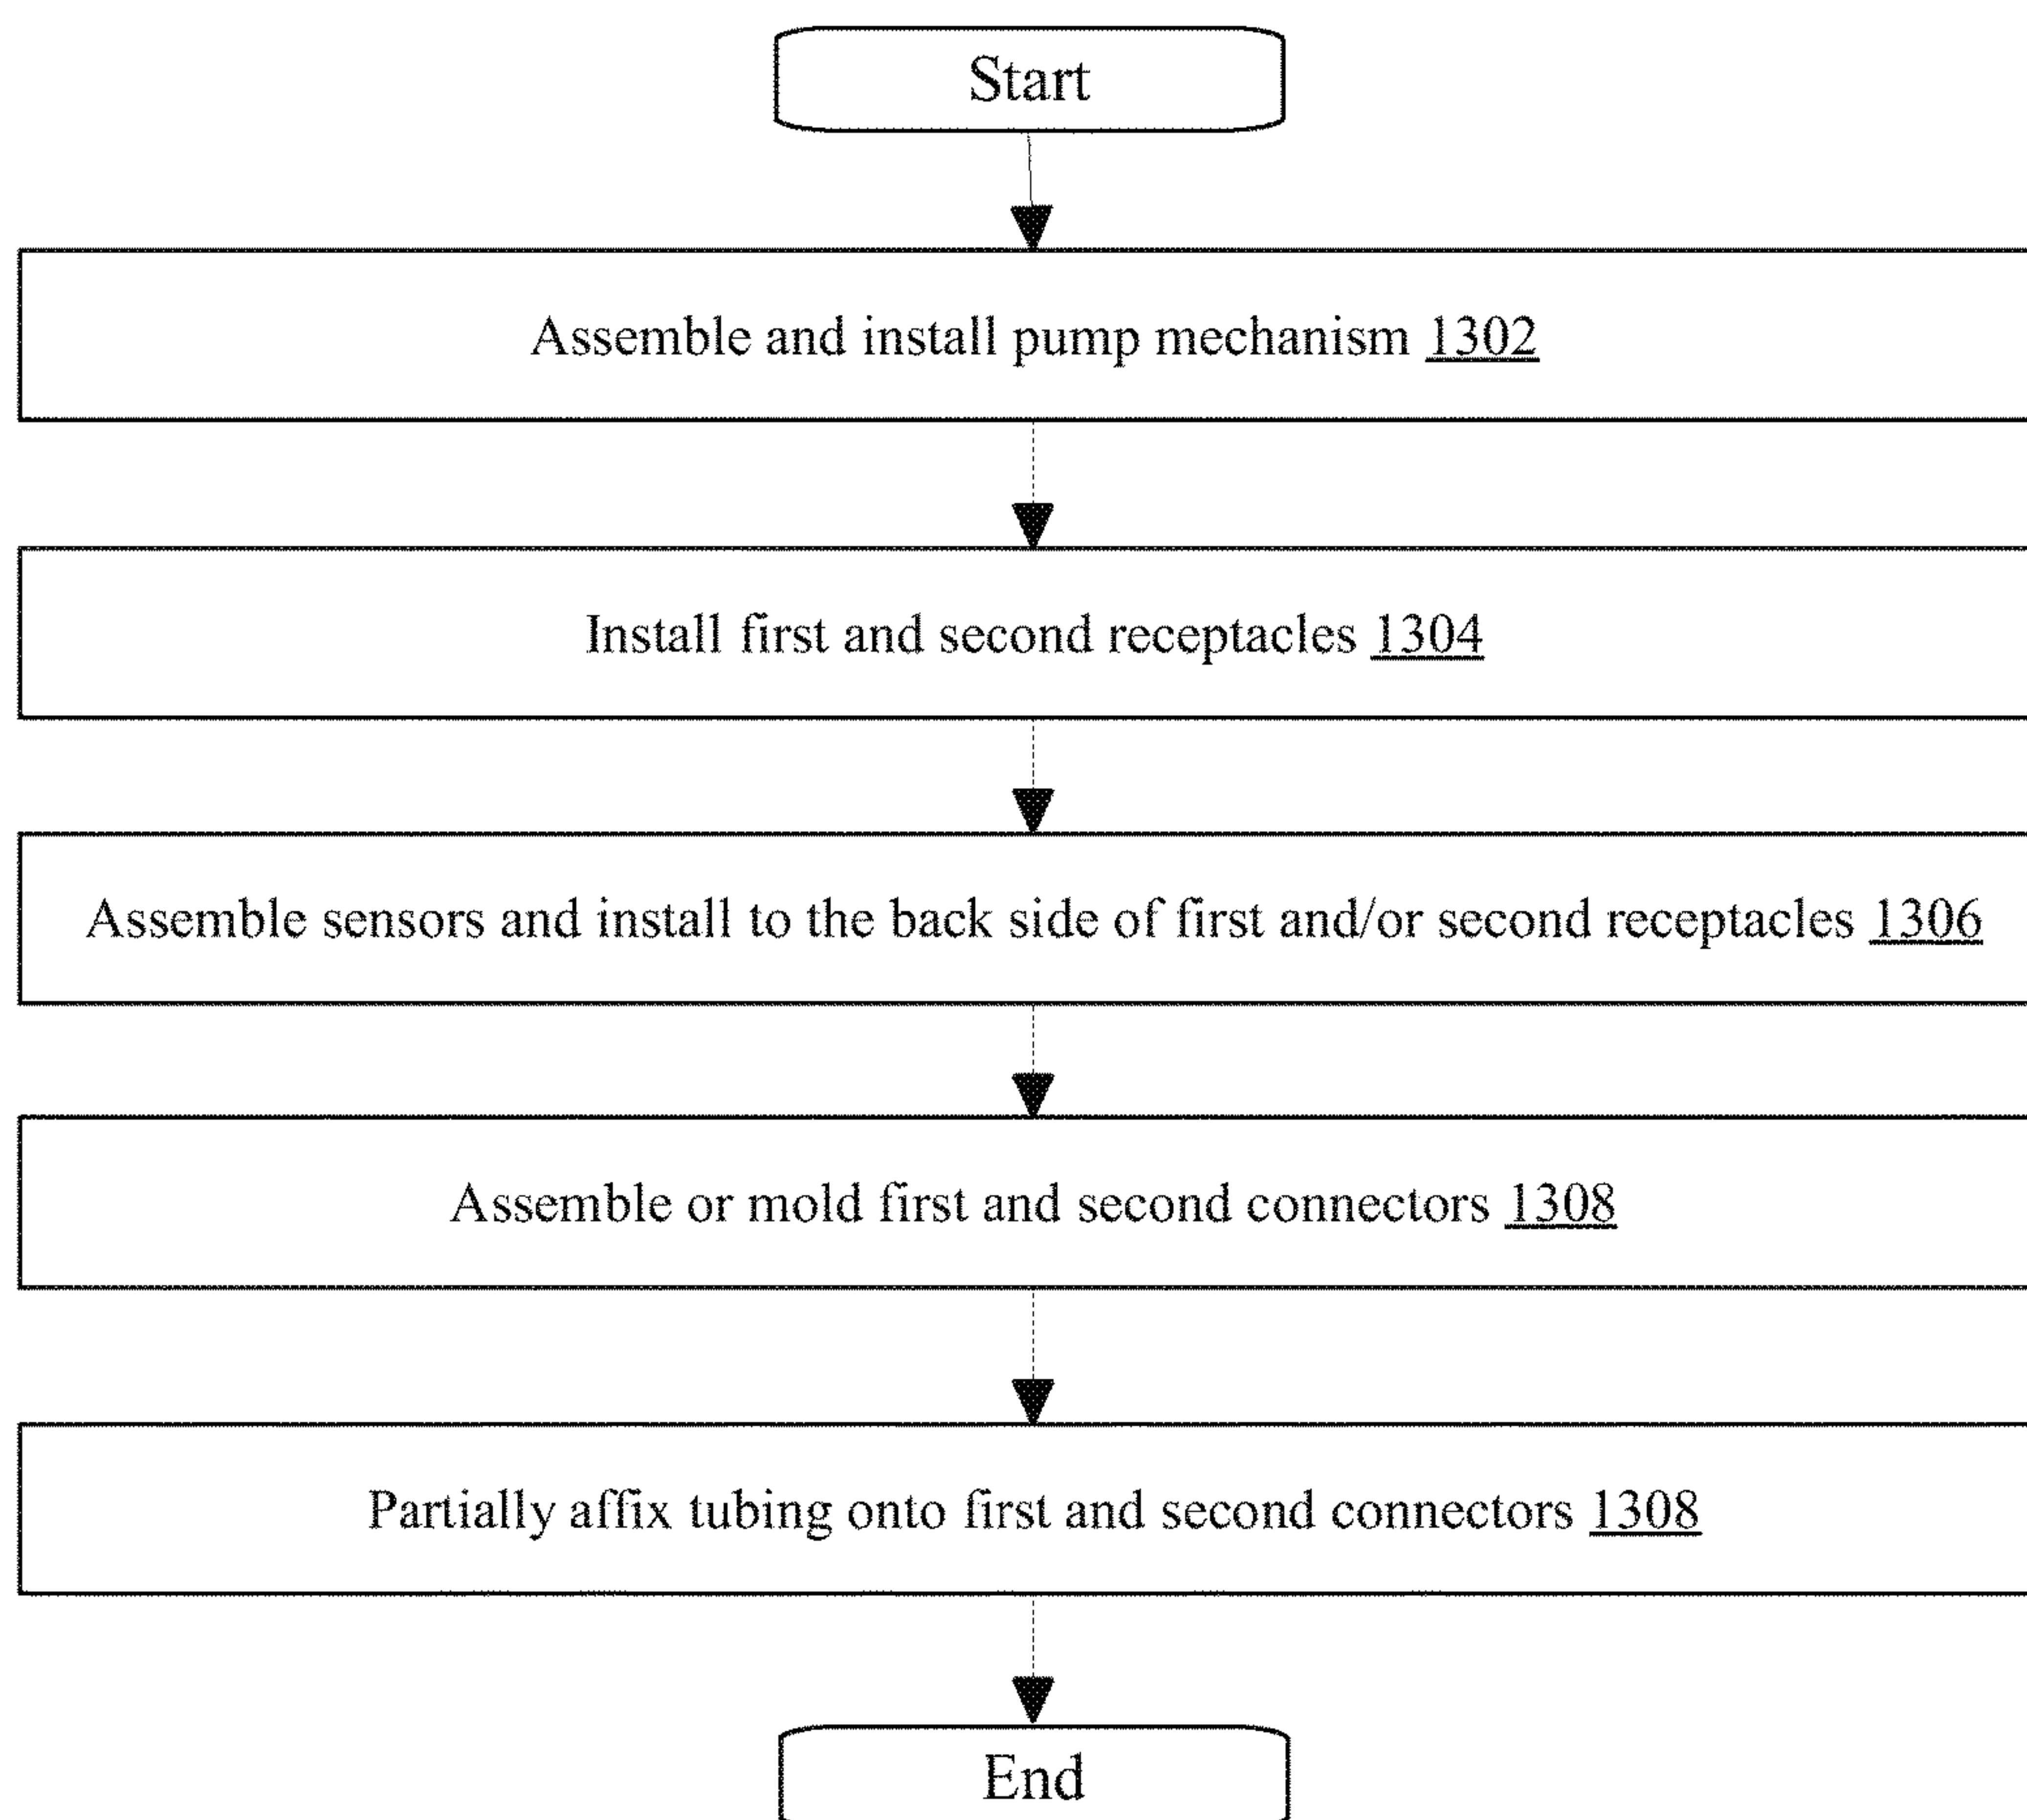 Start
Assemble and install pump mechanism 1302
Install first and second receptacles 1304
Assemble sensors and install to the back side of first and/or second receptacles 1306
Assemble or mold first and second connectors 1308
Partially affix tubing onto first and second connectors 1308
End